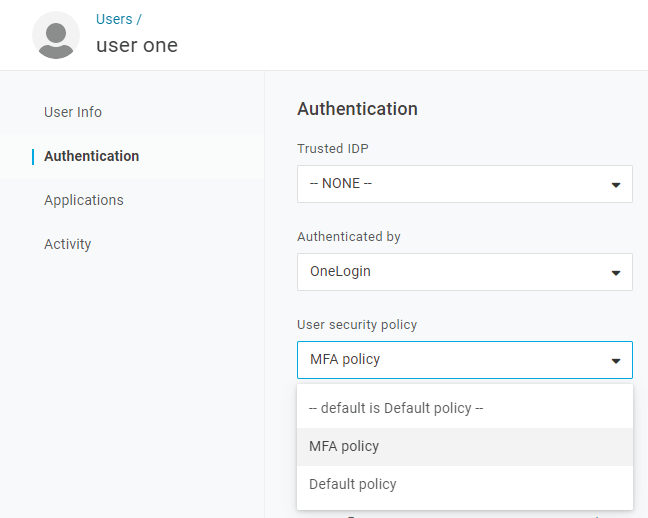 Users /
user one
User Info
Authentication
Applications
Activity
Authentication
Trusted IDP
-- NONE --
Authenticated by
OneLogin
User security policy
MFA policy
-- default is Default policy --
MFA policy
Default policy